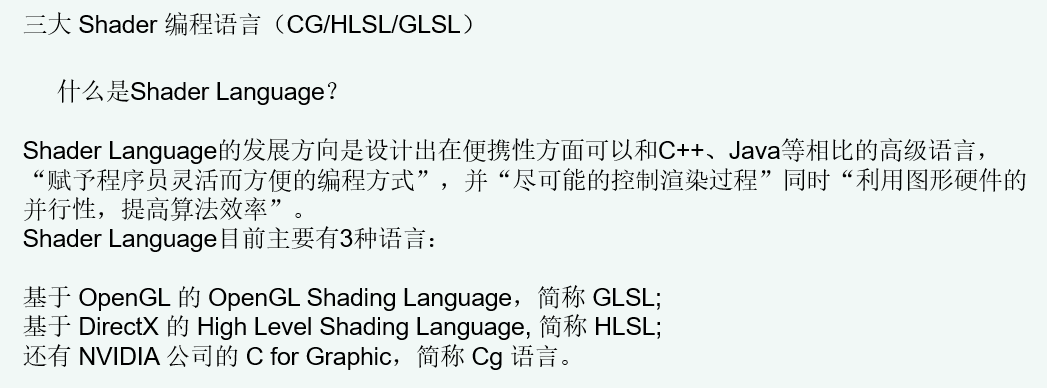 三大 Shader 编程语言（CG/HLSL/GLSL）
什么是Shader Language？
Shader Language的发展方向是设计出在便携性方面可以和C++、Java等相比的高级语言，
“赋予程序员灵活而方便的编程方式”，并“尽可能的控制渲染过程”同时“利用图形硬件的
并行性，提高算法效率”。
Shader Language目前主要有3种语言：
基于 OpenGL 的 OpenGL Shading Language，简称 GLSL;
基于 DirectX 的 High Level Shading Language, 简称 HLSL;
还有 NVIDIA 公司的 C for Graphic，简称 Cg 语言。